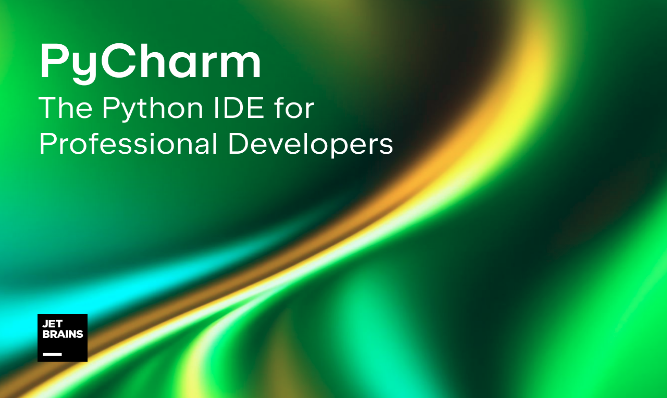 PyCharm
The Python IDE for
Professional Developers
JET
BRAINS